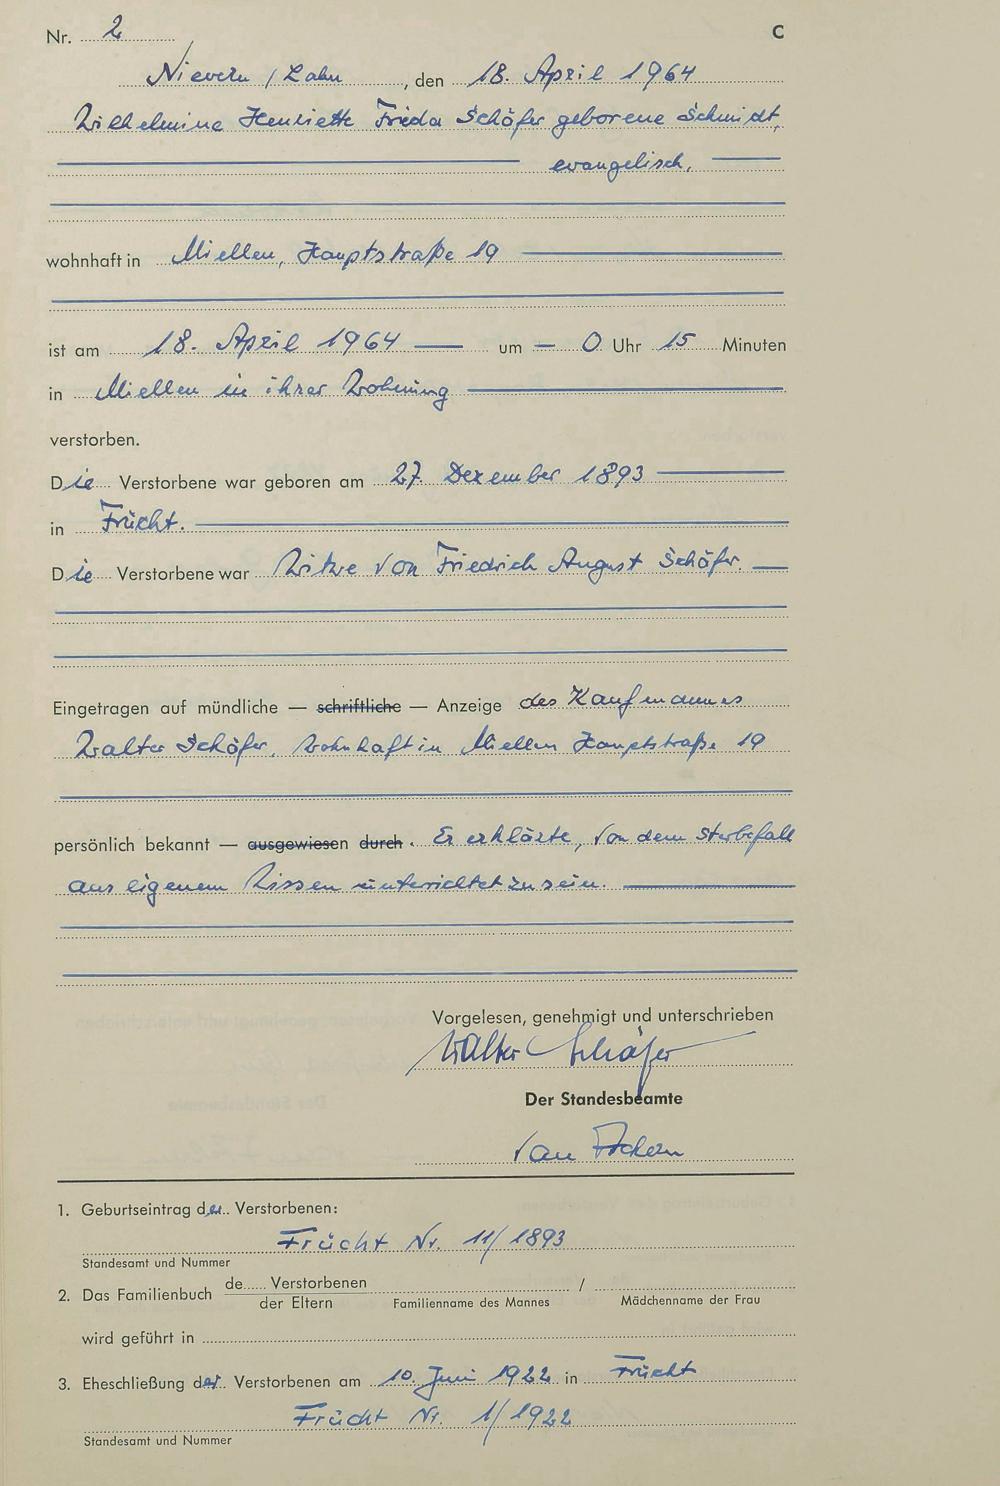 Nr. 2 C
Nievern / Lahn, den 18. April 1964
Wilhelmine Henriette Frieda Schäfer geborene Schmidt,
evangelisch,
wohnhaft in Miellen, Hauptstraße 19
ist am 18. April 1964 um 0 Uhr 15 Minuten
in Miellen in ihrer Wohnung
verstorben.
Die Verstorbene war geboren am 27. Dezember 1893
in Frücht.
Die Verstorbene war Witwe von Friedrich August Schäfer.
Eingetragen auf mündliche — schriftliche — Anzeige des Kaufmannes
Walter Schäfer, wohnhaft in Miellen Hauptstraße 19
persönlich bekannt — ausgewiesen durch. Er erklärte, von dem Sterbefall
aus eigenem Wissen unterrichtet zu sein.
Vorgelesen, genehmigt und unterschrieben
Walter Schäfer
Der Standesbeamte
van
1. Geburtseintrag der Verstorbenen:
Frücht Nr. 11/1893
Standesamt und Nummer
2. Das Familienbuch de Verstorbenen /
der Eltern Familienname des Mannes Mädchenname der Frau
wird geführt in
3. Eheschließung der Verstorbenen am 10. Juni 1922 in Frücht
Frücht Nr. 1/1922
Standesamt und Nummer